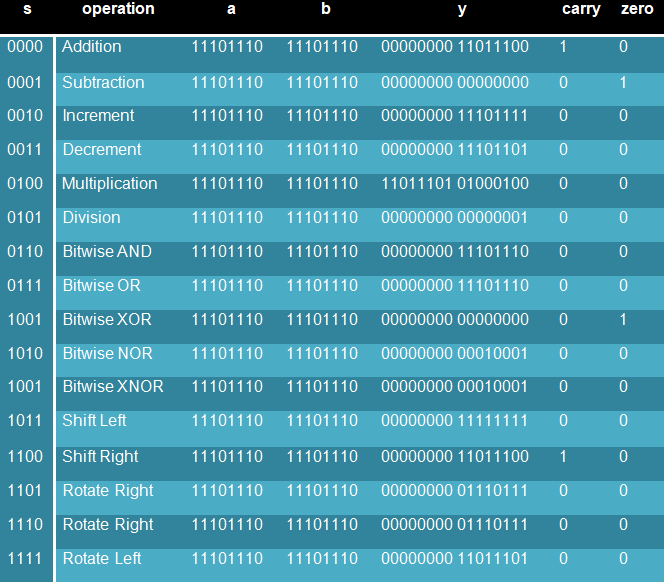 s operation a b y carry zero
0000 Addition 11101110 11101110 00000000 11011100 1 0
0001 Subtraction 11101110 11101110 00000000 00000000 0 1
0010 Increment 11101110 11101110 00000000 11101111 0 0
0011 Decrement 11101110 11101110 00000000 11101101 0 0
0100 Multiplication 11101110 11101110 11011101 01000100 0 0
0101 Division 11101110 11101110 00000000 00000001 0 0
0110 Bitwise AND 11101110 11101110 00000000 11101110 0 0
0111 Bitwise OR 11101110 11101110 00000000 11101110 0 0
1001 Bitwise XOR 11101110 11101110 00000000 00000000 0 1
1010 Bitwise NOR 11101110 11101110 00000000 00010001 0 0
1001 Bitwise XNOR 11101110 11101110 00000000 00010001 0 0
1011 Shift Left 11101110 11101110 00000000 11111111 0 0
1100 Shift Right 11101110 11101110 00000000 11011100 1 0
1101 Rotate Right 11101110 11101110 00000000 01110111 0 0
1110 Rotate Right 11101110 11101110 00000000 01110111 0 0
1111 Rotate Left 11101110 11101110 00000000 11011101 0 0